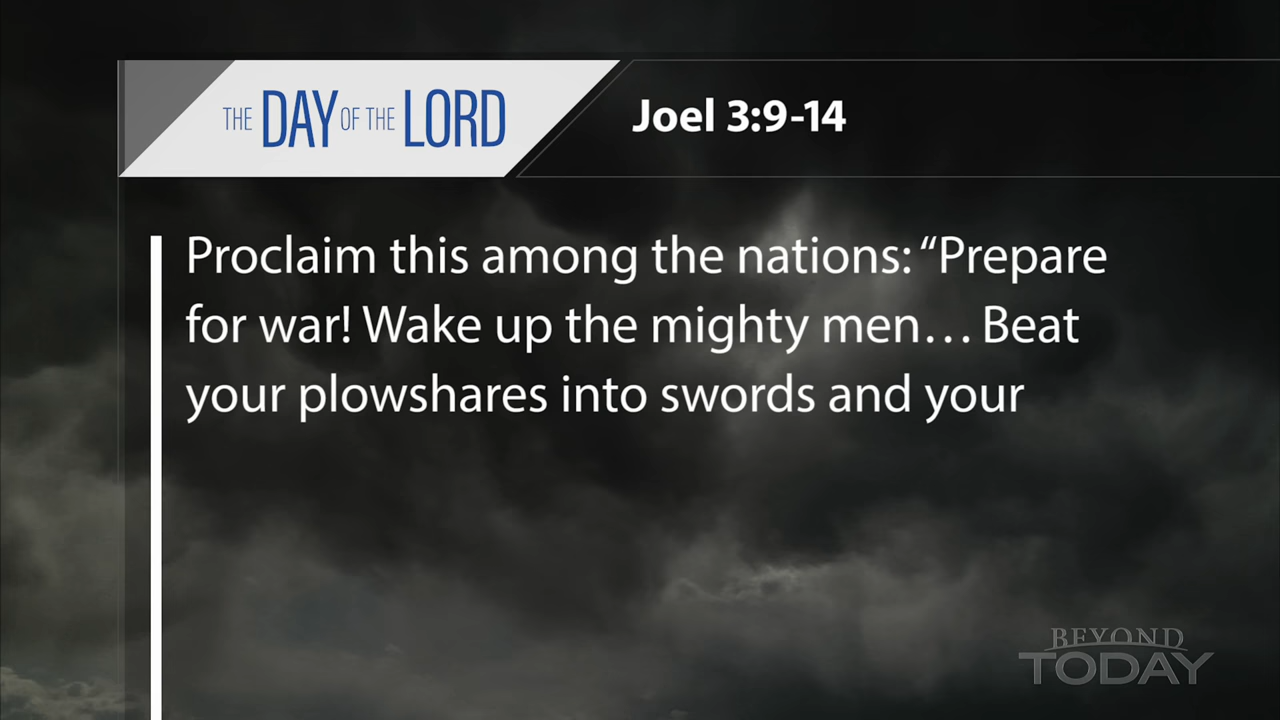 THE DAY OF THE LORD
Joel 3:9-14
Proclaim this among the nations: “Prepare
for war! Wake up the mighty men… Beat
your plowshares into swords and your
BEYOND
TODAY